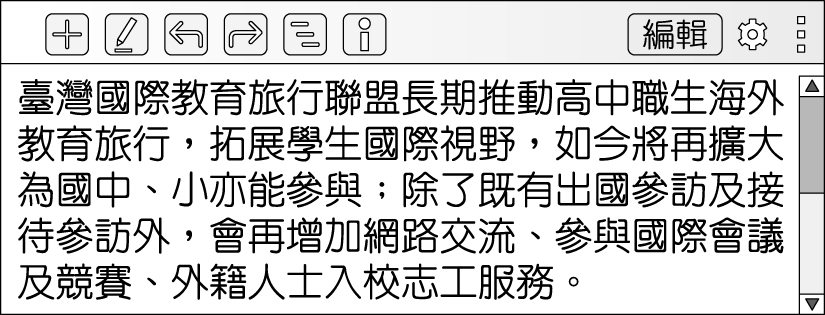 編輯
臺灣國際教育旅行聯盟長期推動高中職生海外
教育旅行，拓展學生國際視野，如今將再擴大
為國中、小亦能參與；除了既有出國參訪及接
待參訪外，會再增加網路交流、參與國際會議
及競賽、外籍人士入校志工服務。